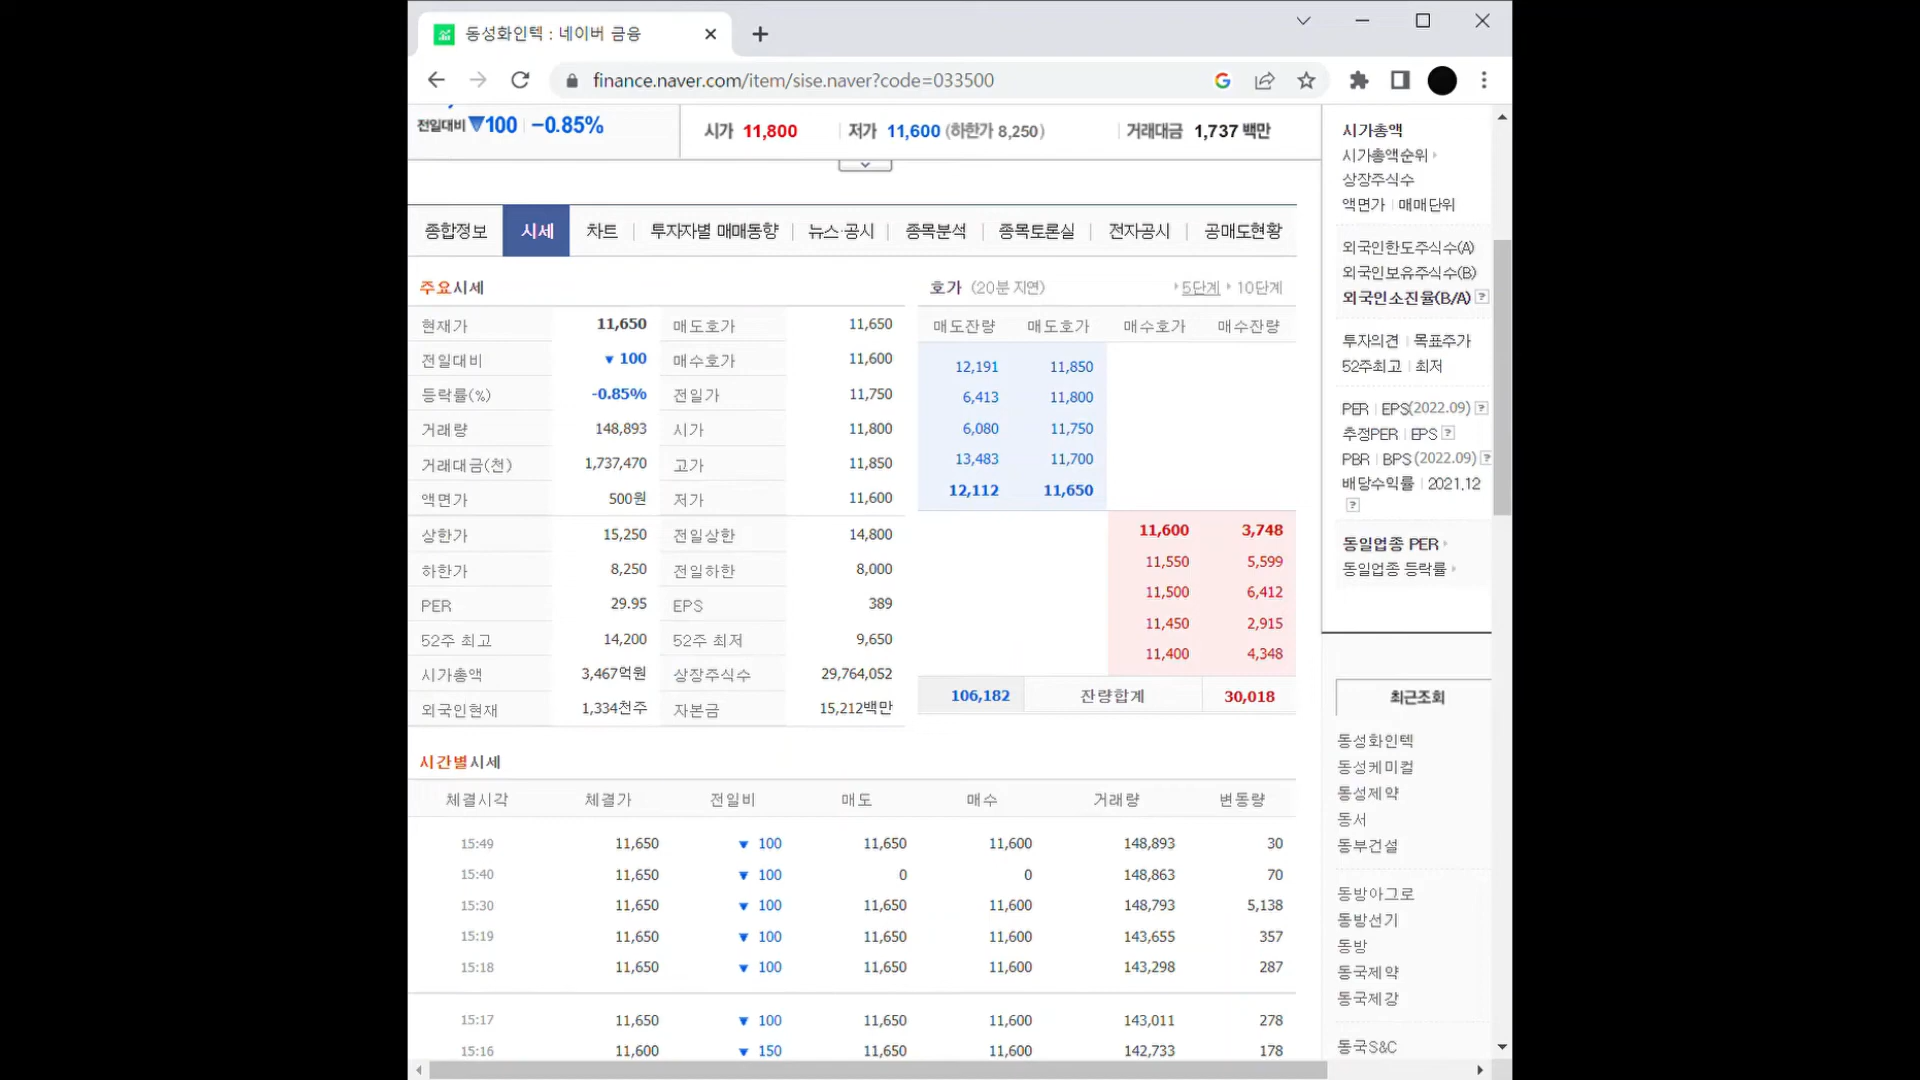 동성화인텍 : 네이버 금융
finance.naver.com/item/sise.naver?code=033500
전일대비 ▼100 -0.85% 시가 11,800 저가 11,600 (하한가 8,250) 거래대금 1,737 백만
종합정보 시세 차트 투자자별 매매동향 뉴스·공시 종목분석 종목토론실 전자공시 공매도현황
주요시세
현재가 11,650 매도호가 11,650
전일대비 ▼ 100 매수호가 11,600
등락률(%) -0.85% 전일가 11,750
거래량 148,893 시가 11,800
거래대금(천) 1,737,470 고가 11,850
액면가 500원 저가 11,600
상한가 15,250 전일상한 14,800
하한가 8,250 전일하한 8,000
PER 29.95 EPS 389
52주 최고 14,200 52주 최저 9,650
시가총액 3,467억원 상장주식수 29,764,052
외국인현재 1,334천주 자본금 15,212백만
호가 (20분 지연) 5단계 10단계
매도잔량 매도호가 매수호가 매수잔량
12,191 11,850
6,413 11,800
6,080 11,750
13,483 11,700
12,112 11,650
11,600 3,748
11,550 5,599
11,500 6,412
11,450 2,915
11,400 4,348
106,182 잔량합계 30,018
시간별시세
체결시각 체결가 전일비 매도 매수 거래량 변동량
15:49 11,650 ▼ 100 11,650 11,600 148,893 30
15:40 11,650 ▼ 100 0 0 148,863 70
15:30 11,650 ▼ 100 11,650 11,600 148,793 5,138
15:19 11,650 ▼ 100 11,650 11,600 143,655 357
15:18 11,650 ▼ 100 11,650 11,600 143,298 287
15:17 11,650 ▼ 100 11,650 11,600 143,011 278
15:16 11,600 ▼ 150 11,650 11,600 142,733 178
시가총액
시가총액순위
상장주식수
액면가 | 매매단위
외국인한도주식수(A)
외국인보유주식수(B)
외국인소진율(B/A) ?
투자의견 | 목표주가
52주최고 | 최저
PER | EPS(2022.09) ?
추정PER | EPS ?
PBR | BPS (2022.09) ?
배당수익률 | 2021.12
?
동일업종 PER
동일업종 등락률
최근조회
동성화인텍
동성케미컬
동성제약
동서
동부건설
동방아그로
동방선기
동방
동국제약
동국제강
동국S&C